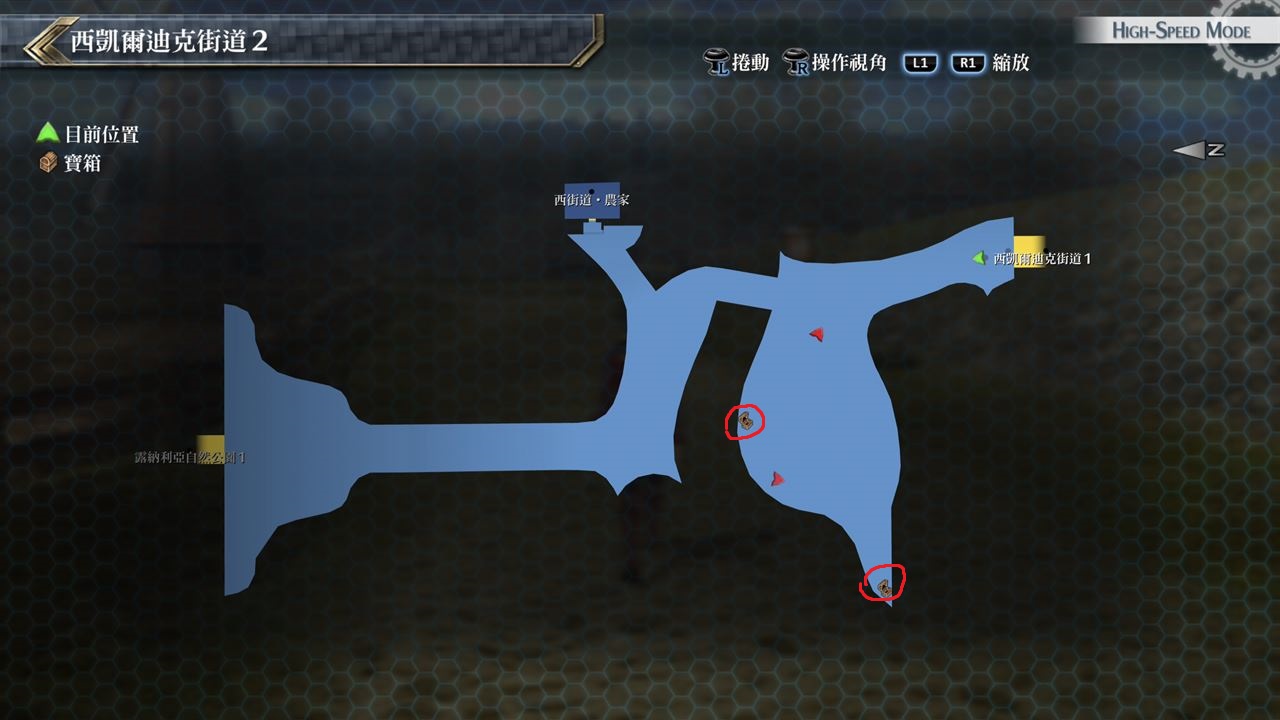 西凱爾迪克街道2
HIGH-SPEED MODE
L捲動 R操作視角 L1 R1 縮放
目前位置
寶箱
N
西街道・農家
西凱爾迪克街道1
露納利亞自然公園1